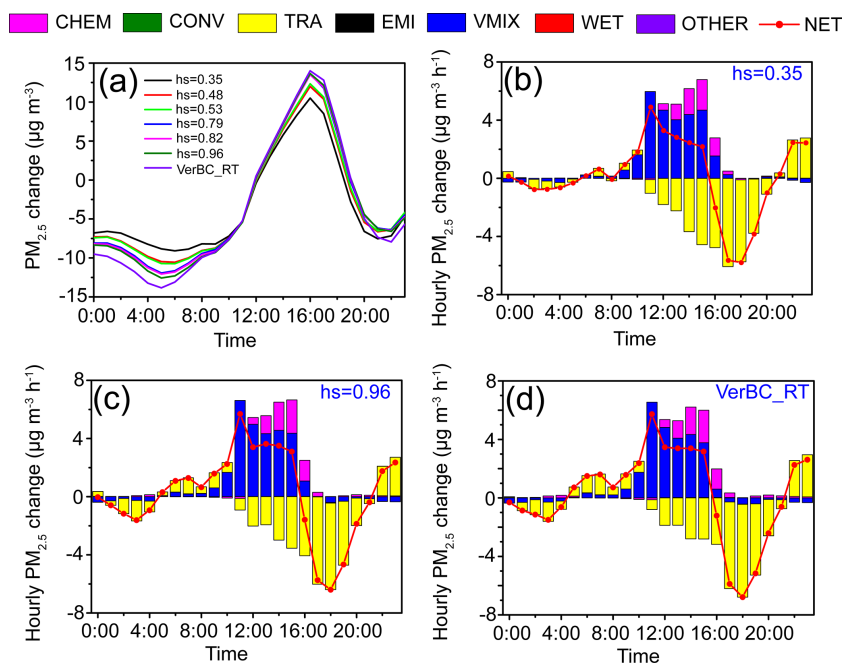 CHEM CONV TRA EMI VMIX WET OTHER NET
(a)
hs=0.35
hs=0.48
hs=0.53
hs=0.79
hs=0.82
hs=0.96
VerBC_RT
15
10
5
0
-5
-10
-15
PM2.5 change (μg m-3)
0:00 4:00 8:00 12:00 16:00 20:00
Time
(b)
hs=0.35
8
4
0
-4
-8
Hourly PM2.5 change (μg m-3 h-1)
0:00 4:00 8:00 12:00 16:00 20:00
Time
(c)
hs=0.96
8
4
0
-4
-8
Hourly PM2.5 change (μg m-3 h-1)
0:00 4:00 8:00 12:00 16:00 20:00
Time
(d)
VerBC_RT
8
4
0
-4
-8
Hourly PM2.5 change (μg m-3 h-1)
0:00 4:00 8:00 12:00 16:00 20:00
Time